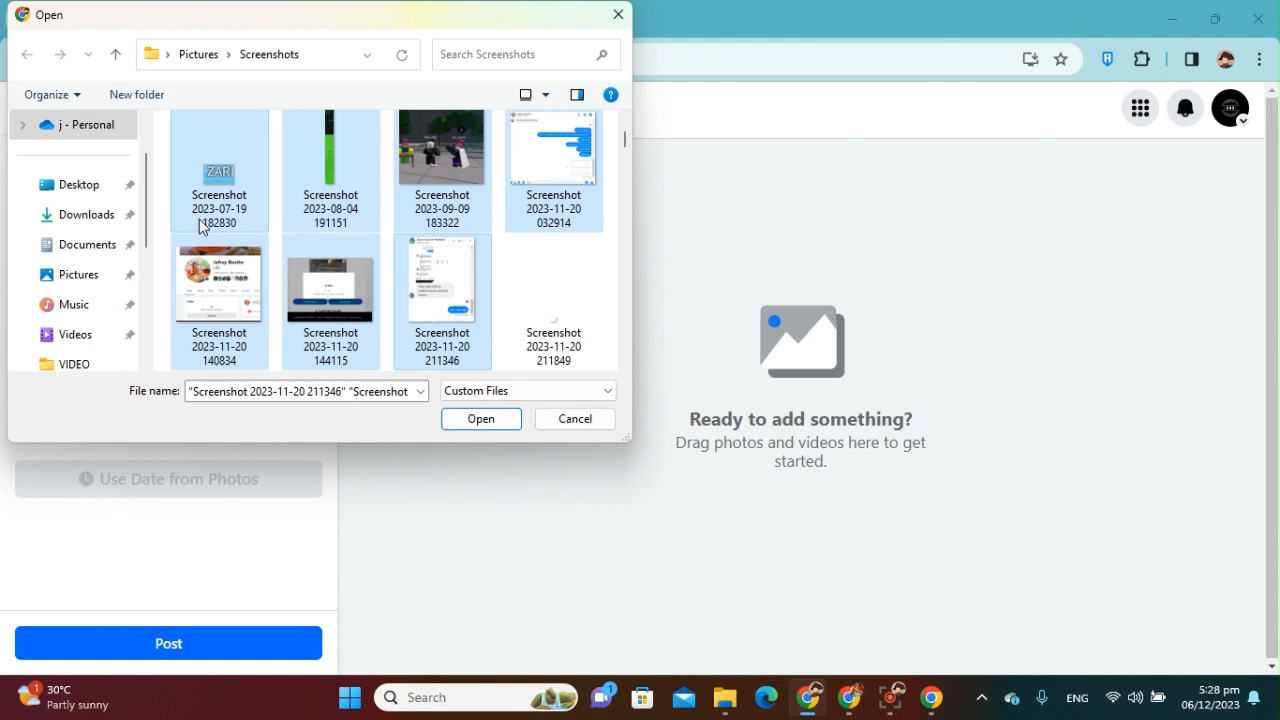 Open
Pictures > Screenshots
Search Screenshots
Organize
New folder
j - Personal
Desktop
Downloads
Documents
Pictures
Music
Videos
VIDEO
ZARI
Screenshot
2023-07-19
182830
Screenshot
2023-08-04
191151
Screenshot
2023-09-09
183322
Screenshot
2023-11-20
032914
Jefrey Bonito
Screenshot
2023-11-20
140834
Screenshot
2023-11-20
144115
Screenshot
2023-11-20
211346
Screenshot
2023-11-20
211849
File name:
"Screenshot 2023-11-20 211346" "Screenshot
Custom Files
Open
Cancel
Use Date from Photos
Post
Ready to add something?
Drag photos and videos here to get
started.
1
30°C
Partly sunny
Search
1
ENG
5:28 pm
06/12/2023